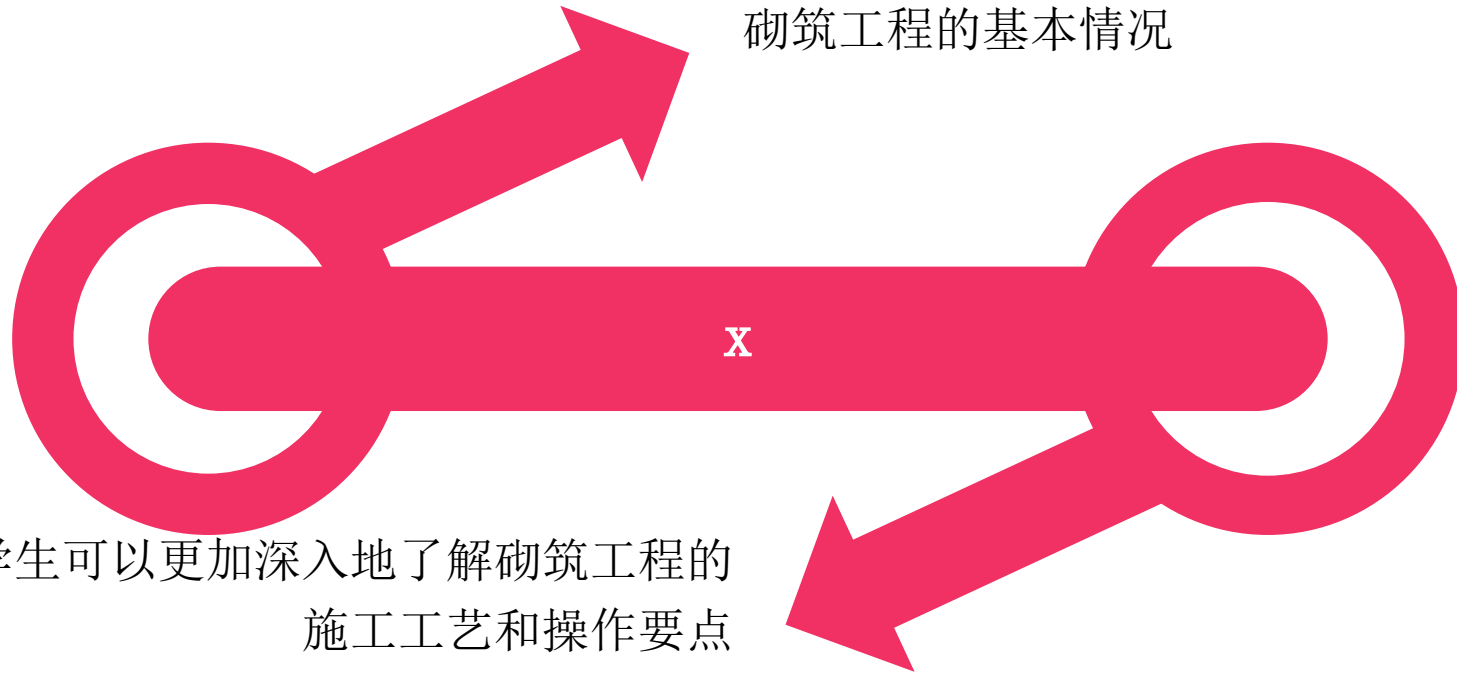 砌筑工程的基本情况
X
学生可以更加深入地了解砌筑工程的
施工工艺和操作要点